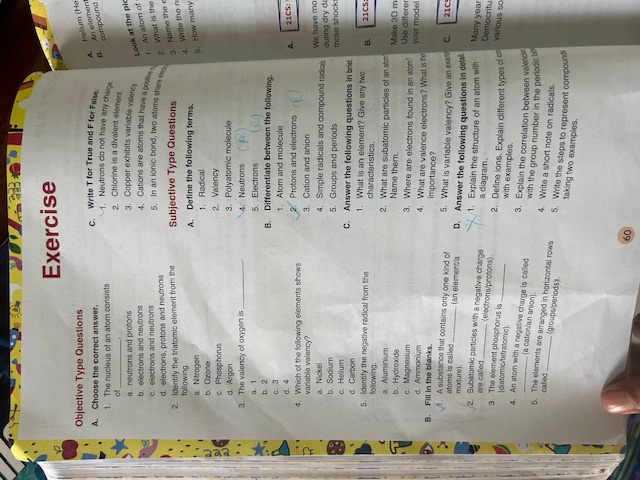 Exercise
Objective Type Questions
A. Choose the correct answer.
1. The nucleus of an atom consists
of ________.
a. neutrons and protons
b. electrons and neutrons
c. electrons and neutrons
d. electrons, protons and neutrons
2. Identify the triatomic element from the
following.
a. Nitrogen
b. Ozone
c. Phosphorus
d. Argon
3. The valency of oxygen is ________.
a. 1
b. 2
c. 3
d. 4
4. Which of the following elements shows
variable valency?
a. Nickel
b. Sodium
c. Helium
d. Carbon
5. Identify the negative radical from the
following.
a. Aluminium
b. Hydroxide
c. Magnesium
d. Ammonium
B. Fill in the blanks.
1. A substance that contains only one kind of
atoms is called ________ (an element/a
mixture).
2. Subatomic particles with a negative charge
are called ________ (electrons/protons).
3. The element phosphorus is ________
(diatomic/tetratomic).
4. An atom with a negative charge is called
________ (a cation/an anion).
5. The elements are arranged in horizontal rows
called ________ (groups/periods).
C. Write T for True and F for False.
1. Neutrons do not have any charge.
2. Chlorine is a divalent element.
3. Copper exhibits variable valency.
4. Cations are atoms that have a positive
5. In an ionic bond, two atoms share
Subjective Type Questions
A. Define the following terms.
1. Radical
2. Valency
3. Polyatomic molecule
4. Neutrons (R)
5. Electrons (R)
B. Differentiate between the following.
1. Atom and molecule
2. Protons and electrons (R)
3. Cation and anion
4. Simple radicals and compound radicals
5. Groups and periods
C. Answer the following questions in brief.
1. What is an element? Give any two
characteristics.
2. What are subatomic particles of an atom?
Name them.
3. Where are electrons found in an atom?
4. What are valence electrons? What is the
importance?
5. What is variable valency? Give an
D. Answer the following questions in detail.
1. Explain the structure of an atom with
a diagram.
2. Define ions. Explain different types of
with examples.
3. Explain the correlation between
with the group number in the periodic
4. Write a short note on radicals.
5. Write the steps to represent compounds
taking two examples.
60
A. Helium (He
B. An element
compound
Look at the
1. An atom of
2. What is the
3. Name the
4. Write the
5. How many
A. 21CS:
We have
during dry
those shock
B. 21CS:
Make 3D
Use
your model
C. 21CS
Many year
various so